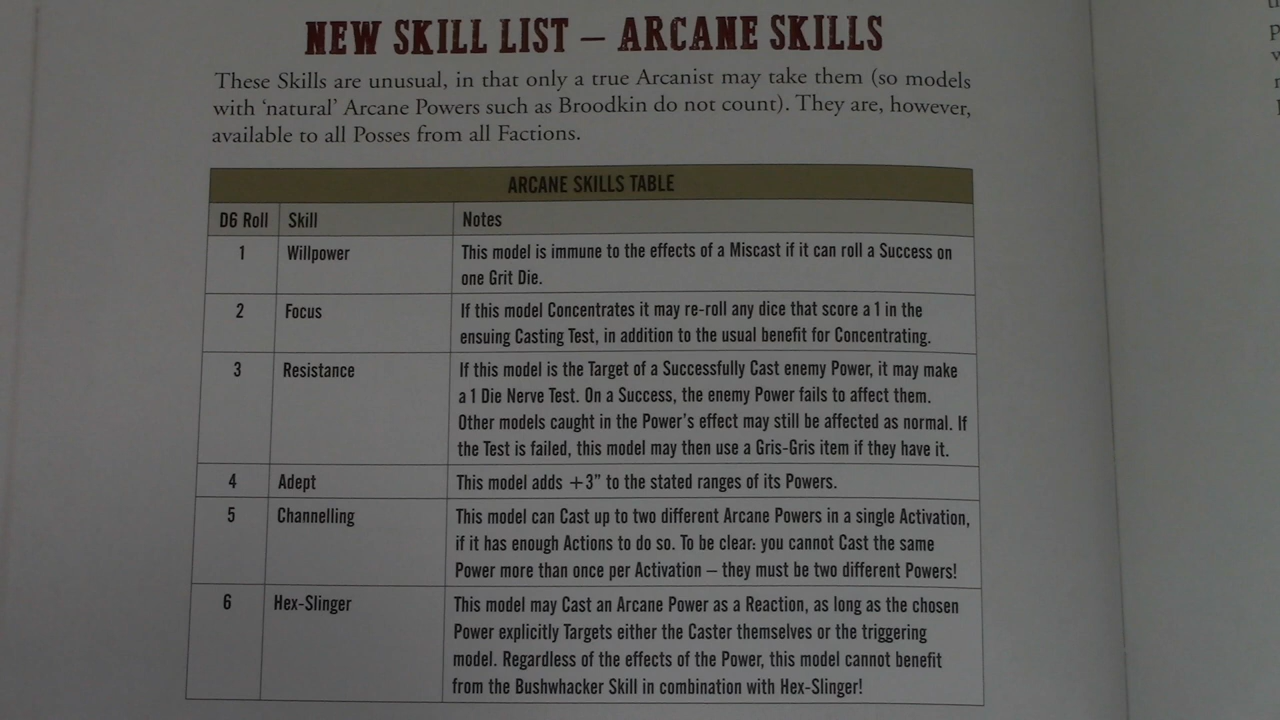 NEW SKILL LIST – ARCANE SKILLS
These Skills are unusual, in that only a true Arcanist may take them (so models
with ‘natural’ Arcane Powers such as Broodkin do not count). They are, however,
available to all Posses from all Factions.
ARCANE SKILLS TABLE
D6 Roll Skill Notes
1 Willpower This model is immune to the effects of a Miscast if it can roll a Success on
one Grit Die.
2 Focus If this model Concentrates it may re-roll any dice that score a 1 in the
ensuing Casting Test, in addition to the usual benefit for Concentrating.
3 Resistance If this model is the Target of a Successfully Cast enemy Power, it may make
a 1 Die Nerve Test. On a Success, the enemy Power fails to affect them.
Other models caught in the Power’s effect may still be affected as normal. If
the Test is failed, this model may then use a Gris-Gris item if they have it.
4 Adept This model adds +3” to the stated ranges of its Powers.
5 Channelling This model can Cast up to two different Arcane Powers in a single Activation,
if it has enough Actions to do so. To be clear: you cannot Cast the same
Power more than once per Activation – they must be two different Powers!
6 Hex-Slinger This model may Cast an Arcane Power as a Reaction, as long as the chosen
Power explicitly Targets either the Caster themselves or the triggering
model. Regardless of the effects of the Power, this model cannot benefit
from the Bushwhacker Skill in combination with Hex-Slinger!